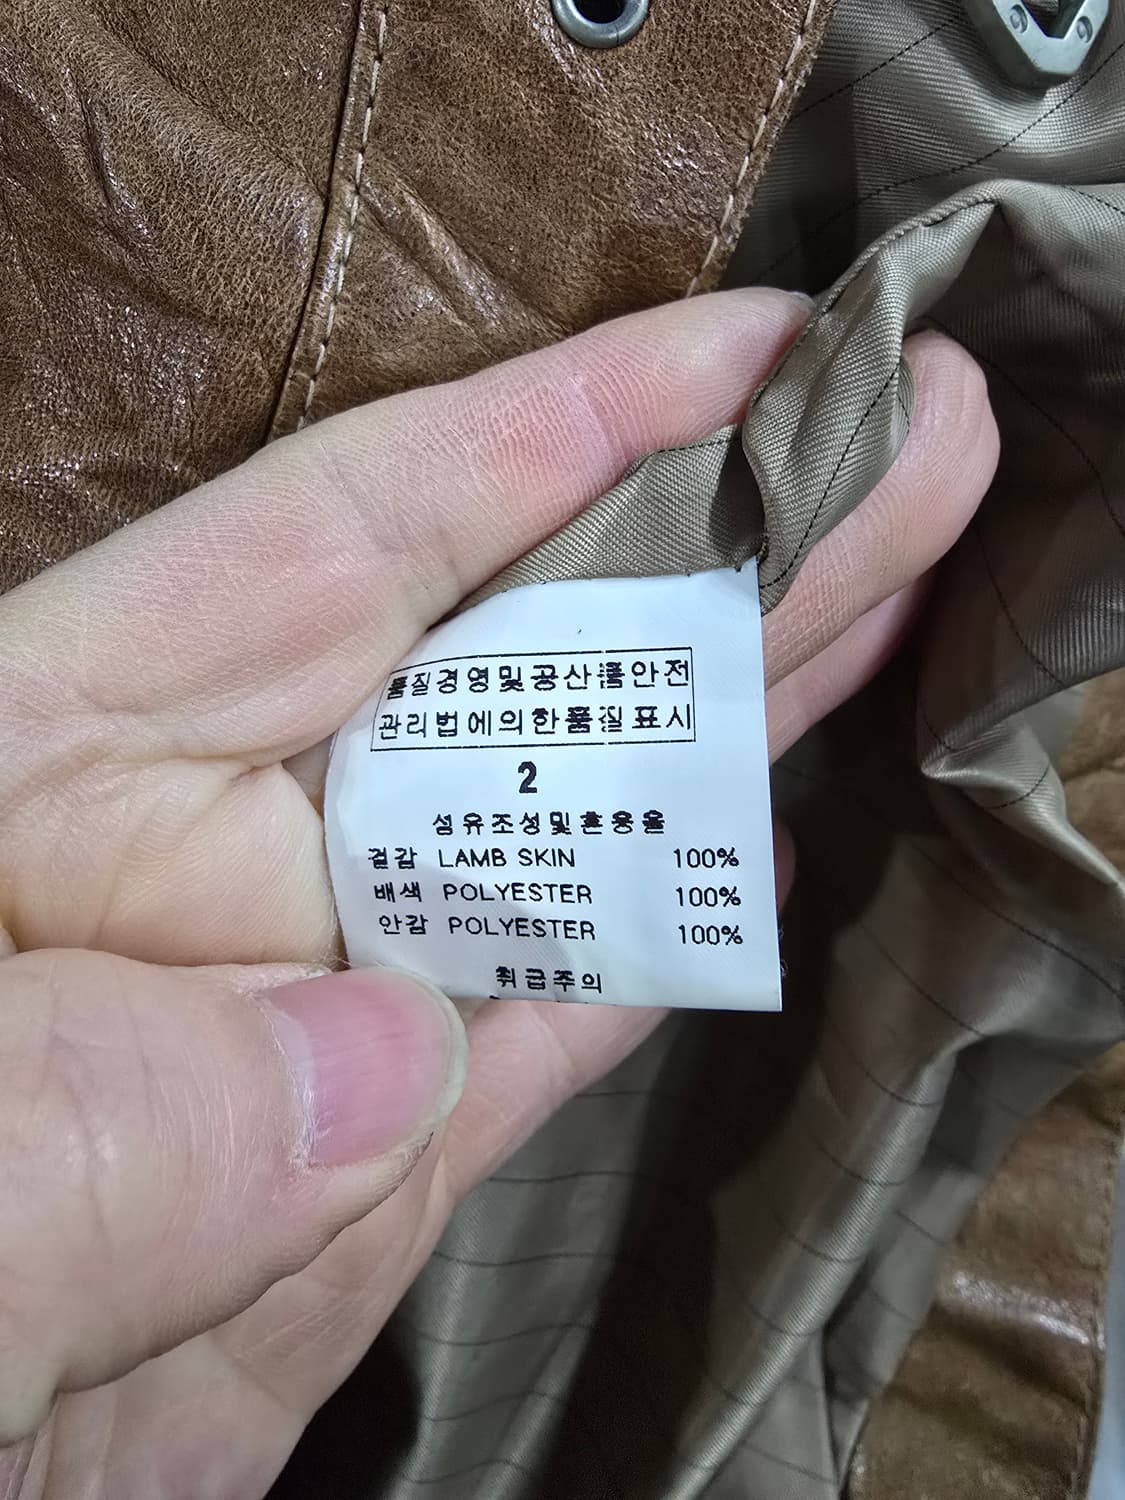 품질경영및공산품안전
관리법에의한품질표시
2
섬유조성및혼용율
겉감 LAMB SKIN 100%
배색 POLYESTER 100%
안감 POLYESTER 100%
취급주의